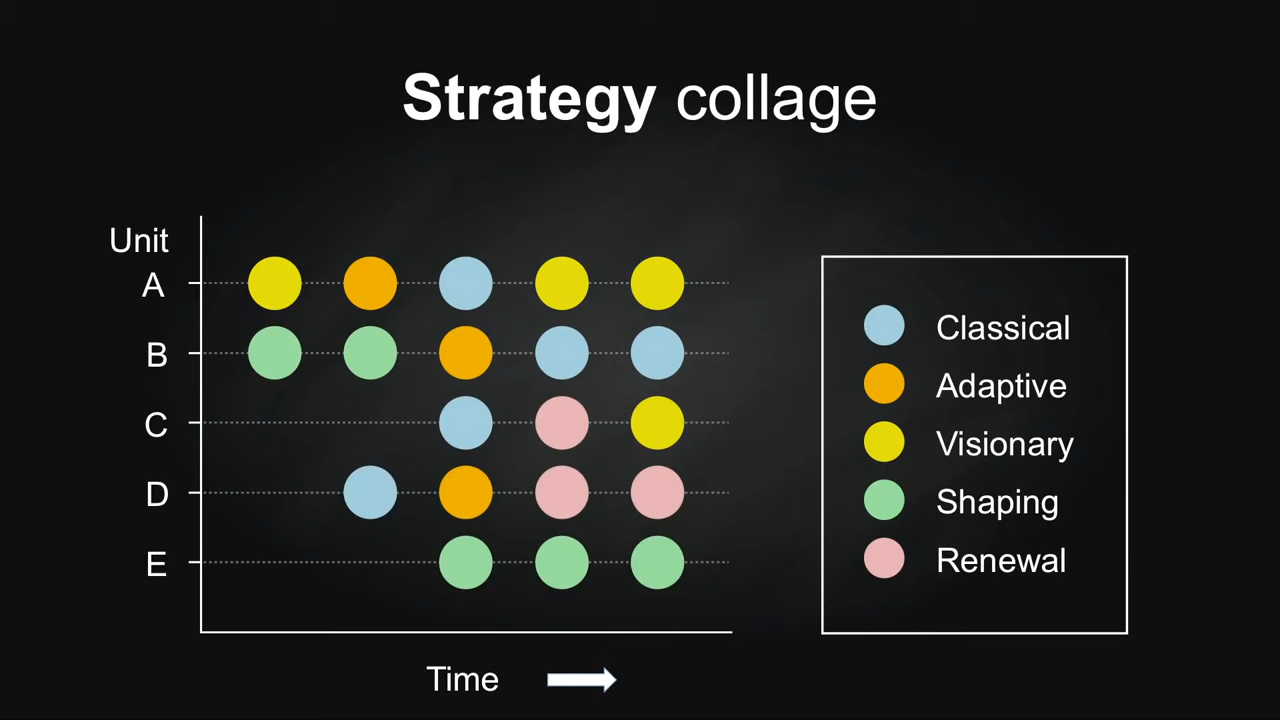 Strategy collage
Unit
A
B
C
D
E
Time
Classical
Adaptive
Visionary
Shaping
Renewal